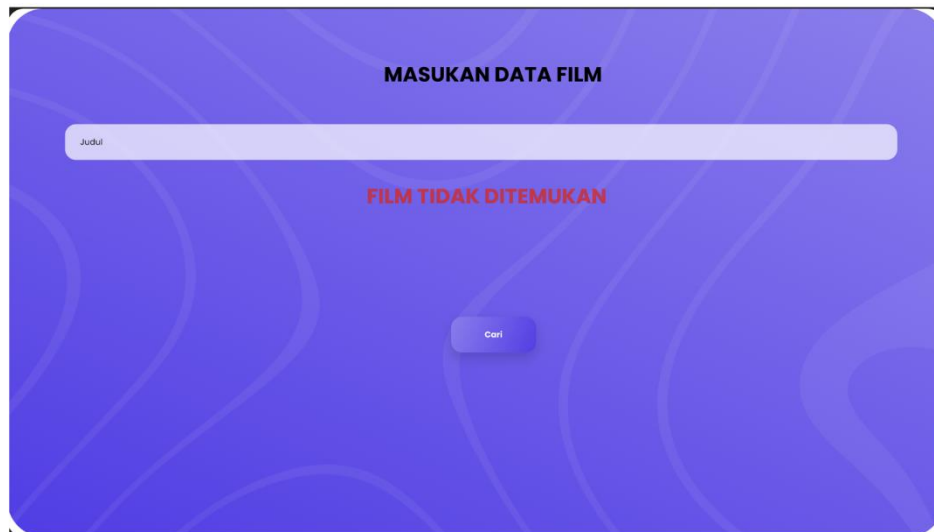 MASUKAN DATA FILM
Judul
FILM TIDAK DITEMUKAN
Cari